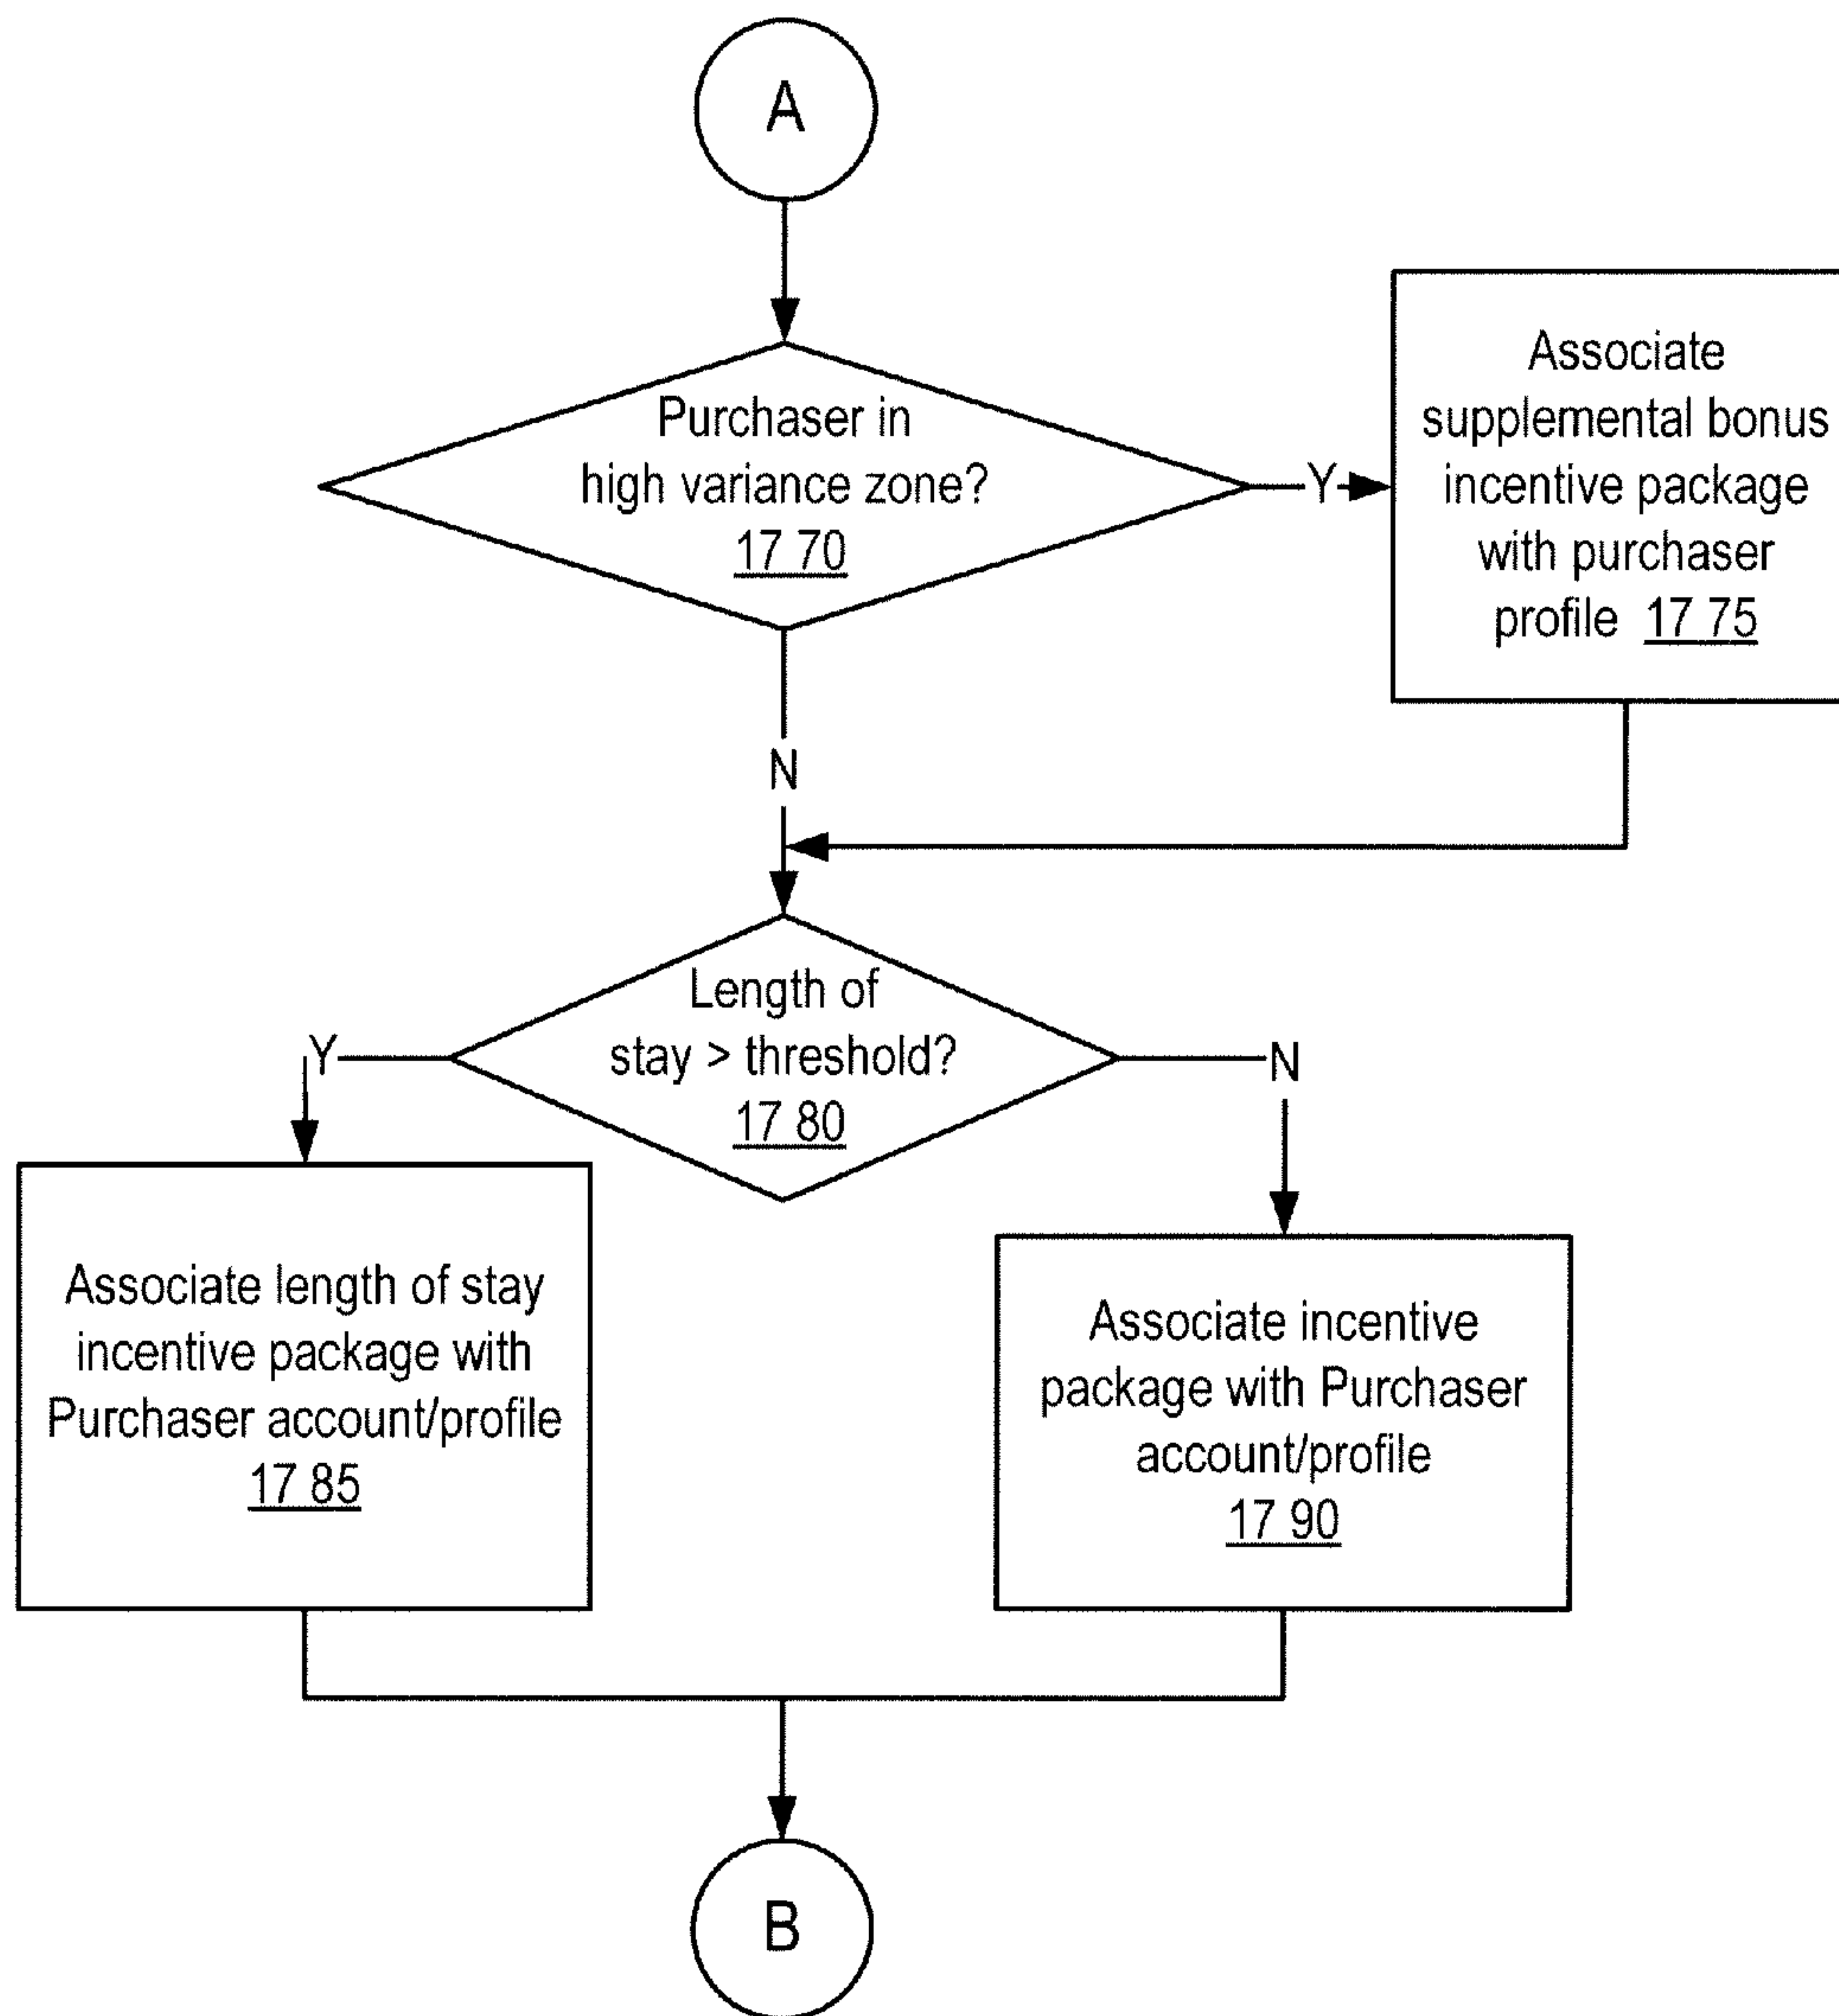 A
Purchaser in
high variance zone?
17 70
Y
Associate
supplemental bonus
incentive package
with purchaser
profile 17 75
N
Length of
stay > threshold?
17 80
Y
N
Associate length of stay
incentive package with
Purchaser account/profile
17 85
Associate incentive
package with Purchaser
account/profile
17 90
B